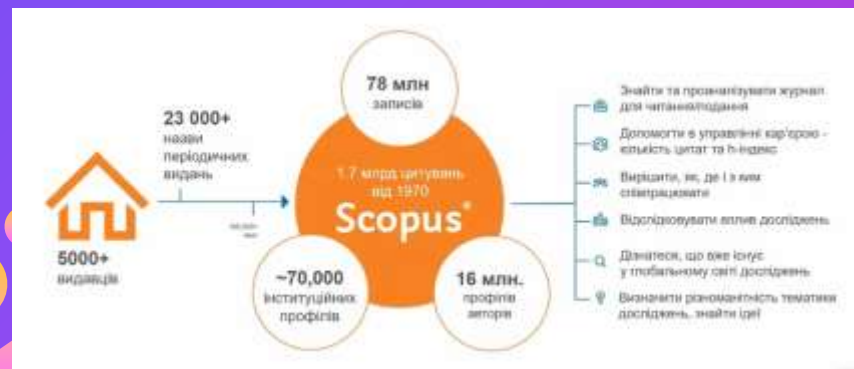 23 000+
назви
періодичних
видань
5000+
видавців
78 млн
записів
1.7 млрд цитувань
від 1970
Scopus®
~70,000
інституційних
профілів
16 млн.
профілів
авторів
Знайти та проаналізувати журнал
для читання/подання
Допомогти в управлінні кар'єрою -
кількість цитат та h-індекс
Вирішити, як, де і з ким
співпрацювати
Відслідковувати вплив досліджень
Дізнатися, що вже існує
у глобальному світі досліджень
Визначити різноманітність тематики
досліджень, знайти ідеї